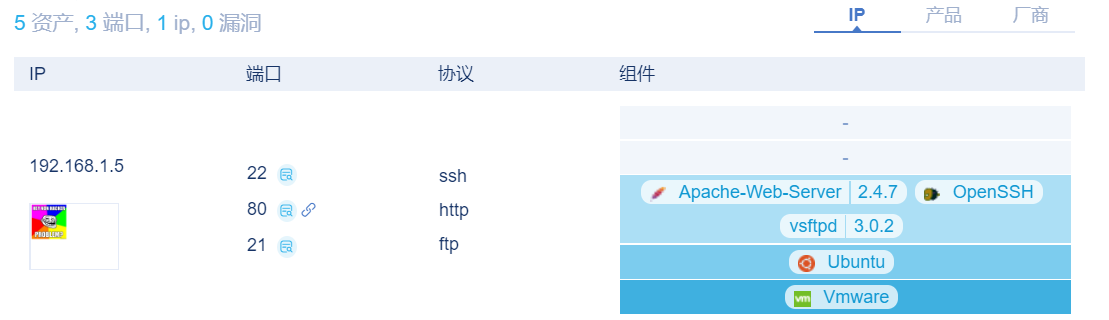 5 资产, 3 端口, 1 ip, 0 漏洞
IP 产品 厂商
IP 端口 协议 组件
-
-
192.168.1.5
22 ssh
80 http
21 ftp
Apache-Web-Server 2.4.7 OpenSSH
vsftpd 3.0.2
Ubuntu
vm Vmware
PROBLEM?